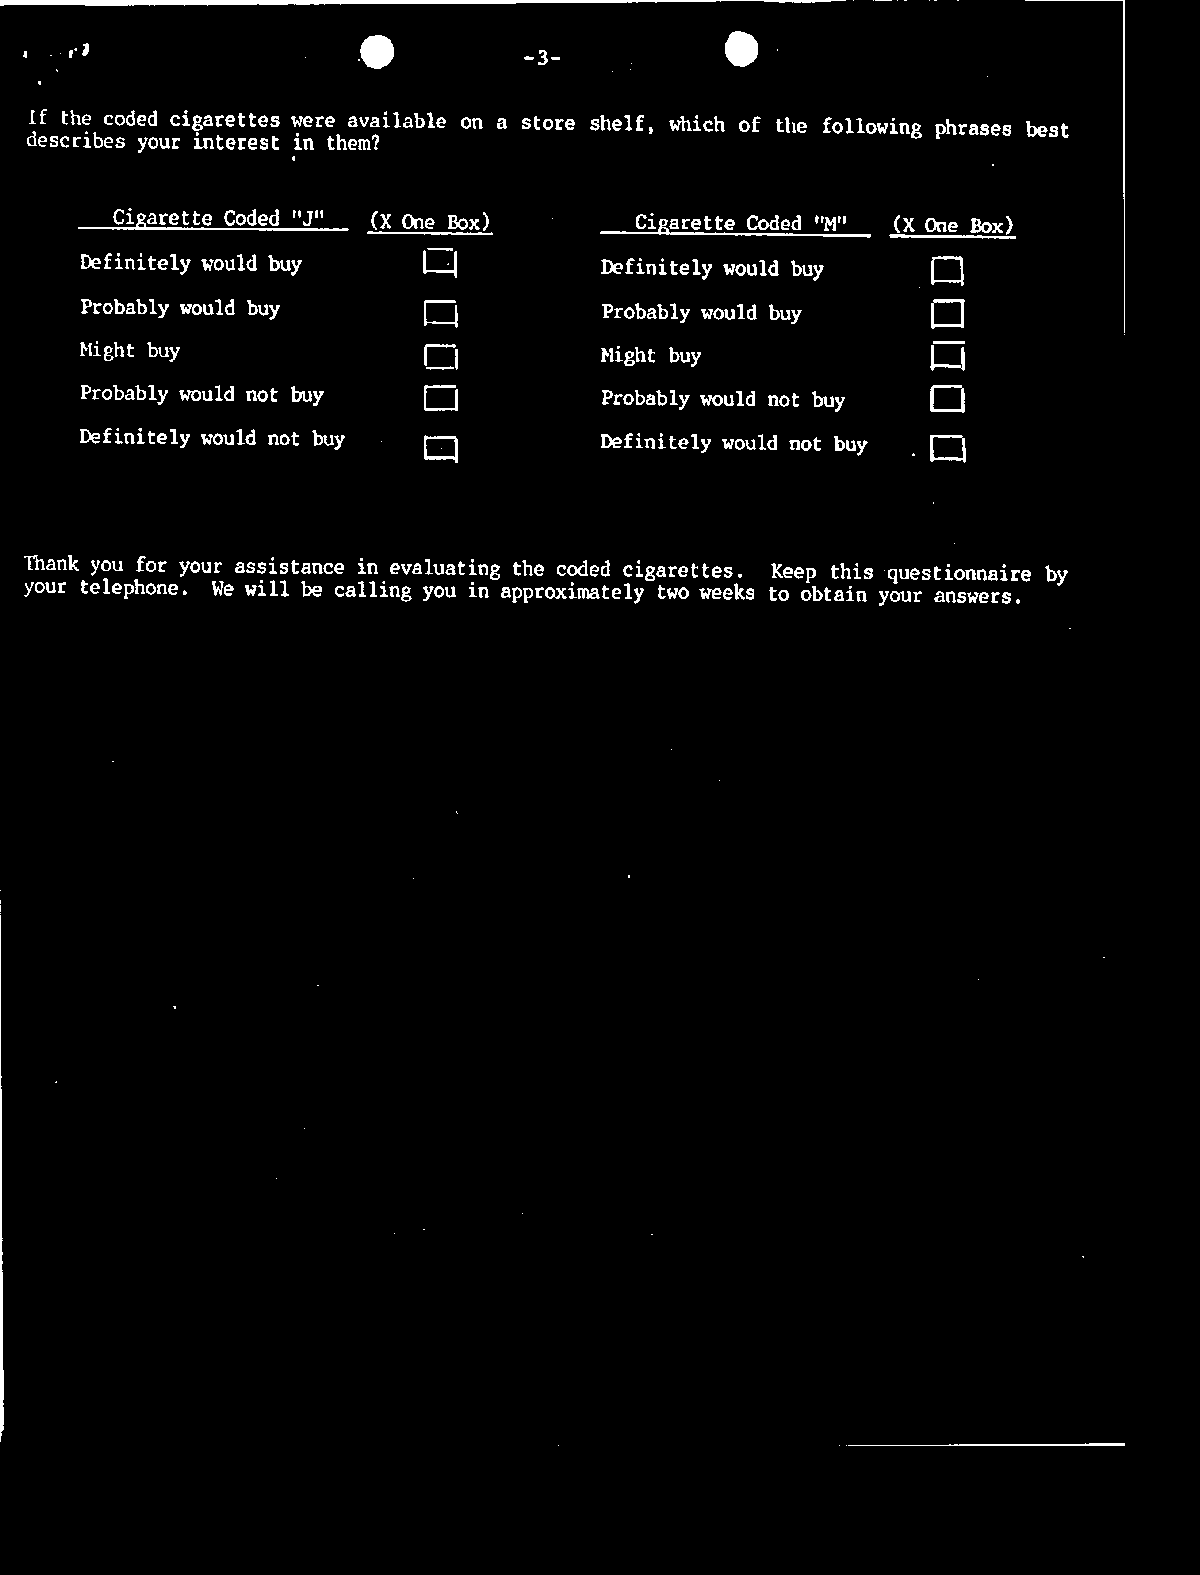 -3-
If the coded cigarettes were available on a store shelf, which of the following phrases best
describes your interest in them?
Cigarette Coded "J" (X One Box) Cigarette Coded "M" (X One Box)
Definitely would buy Definitely would buy
Probably would buy Probably would buy
Might buy Might buy
Probably would not buy Probably would not buy
Definitely would not buy Definitely would not buy
Thank you for your assistance in evaluating the coded cigarettes. Keep this questionnaire by
your telephone. We will be calling you in approximately two weeks to obtain your answers.